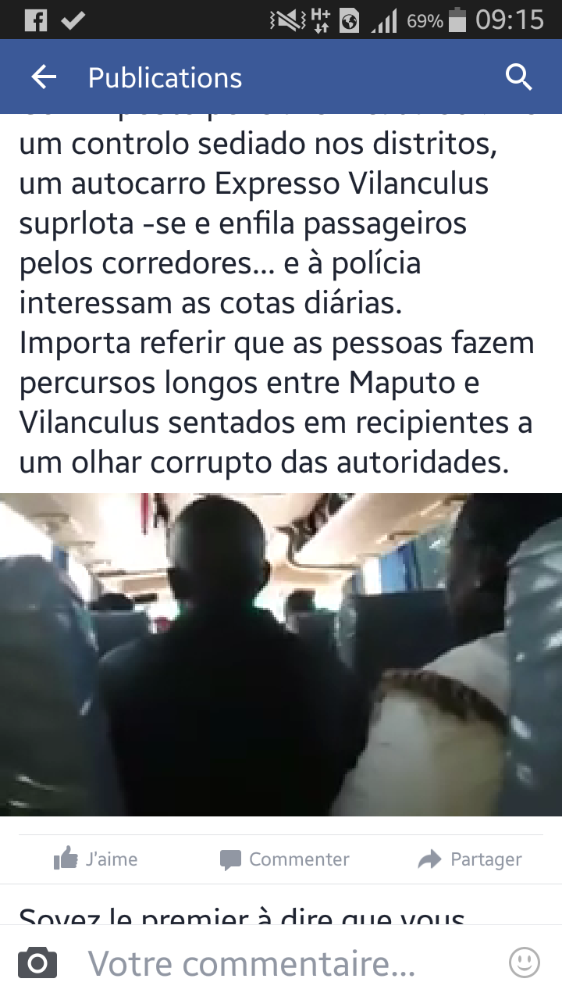 69% 09:15
Publications
um controlo sediado nos distritos,
um autocarro Expresso Vilanculus
suprlota -se e enfila passageiros
pelos corredores... e à polícia
interessam as cotas diárias.
Importa referir que as pessoas fazem
percursos longos entre Maputo e
Vilanculus sentados em recipientes a
um olhar corrupto das autoridades.
J'aime Commenter Partager
Soyez le premier à dire que vous
Votre commentaire...